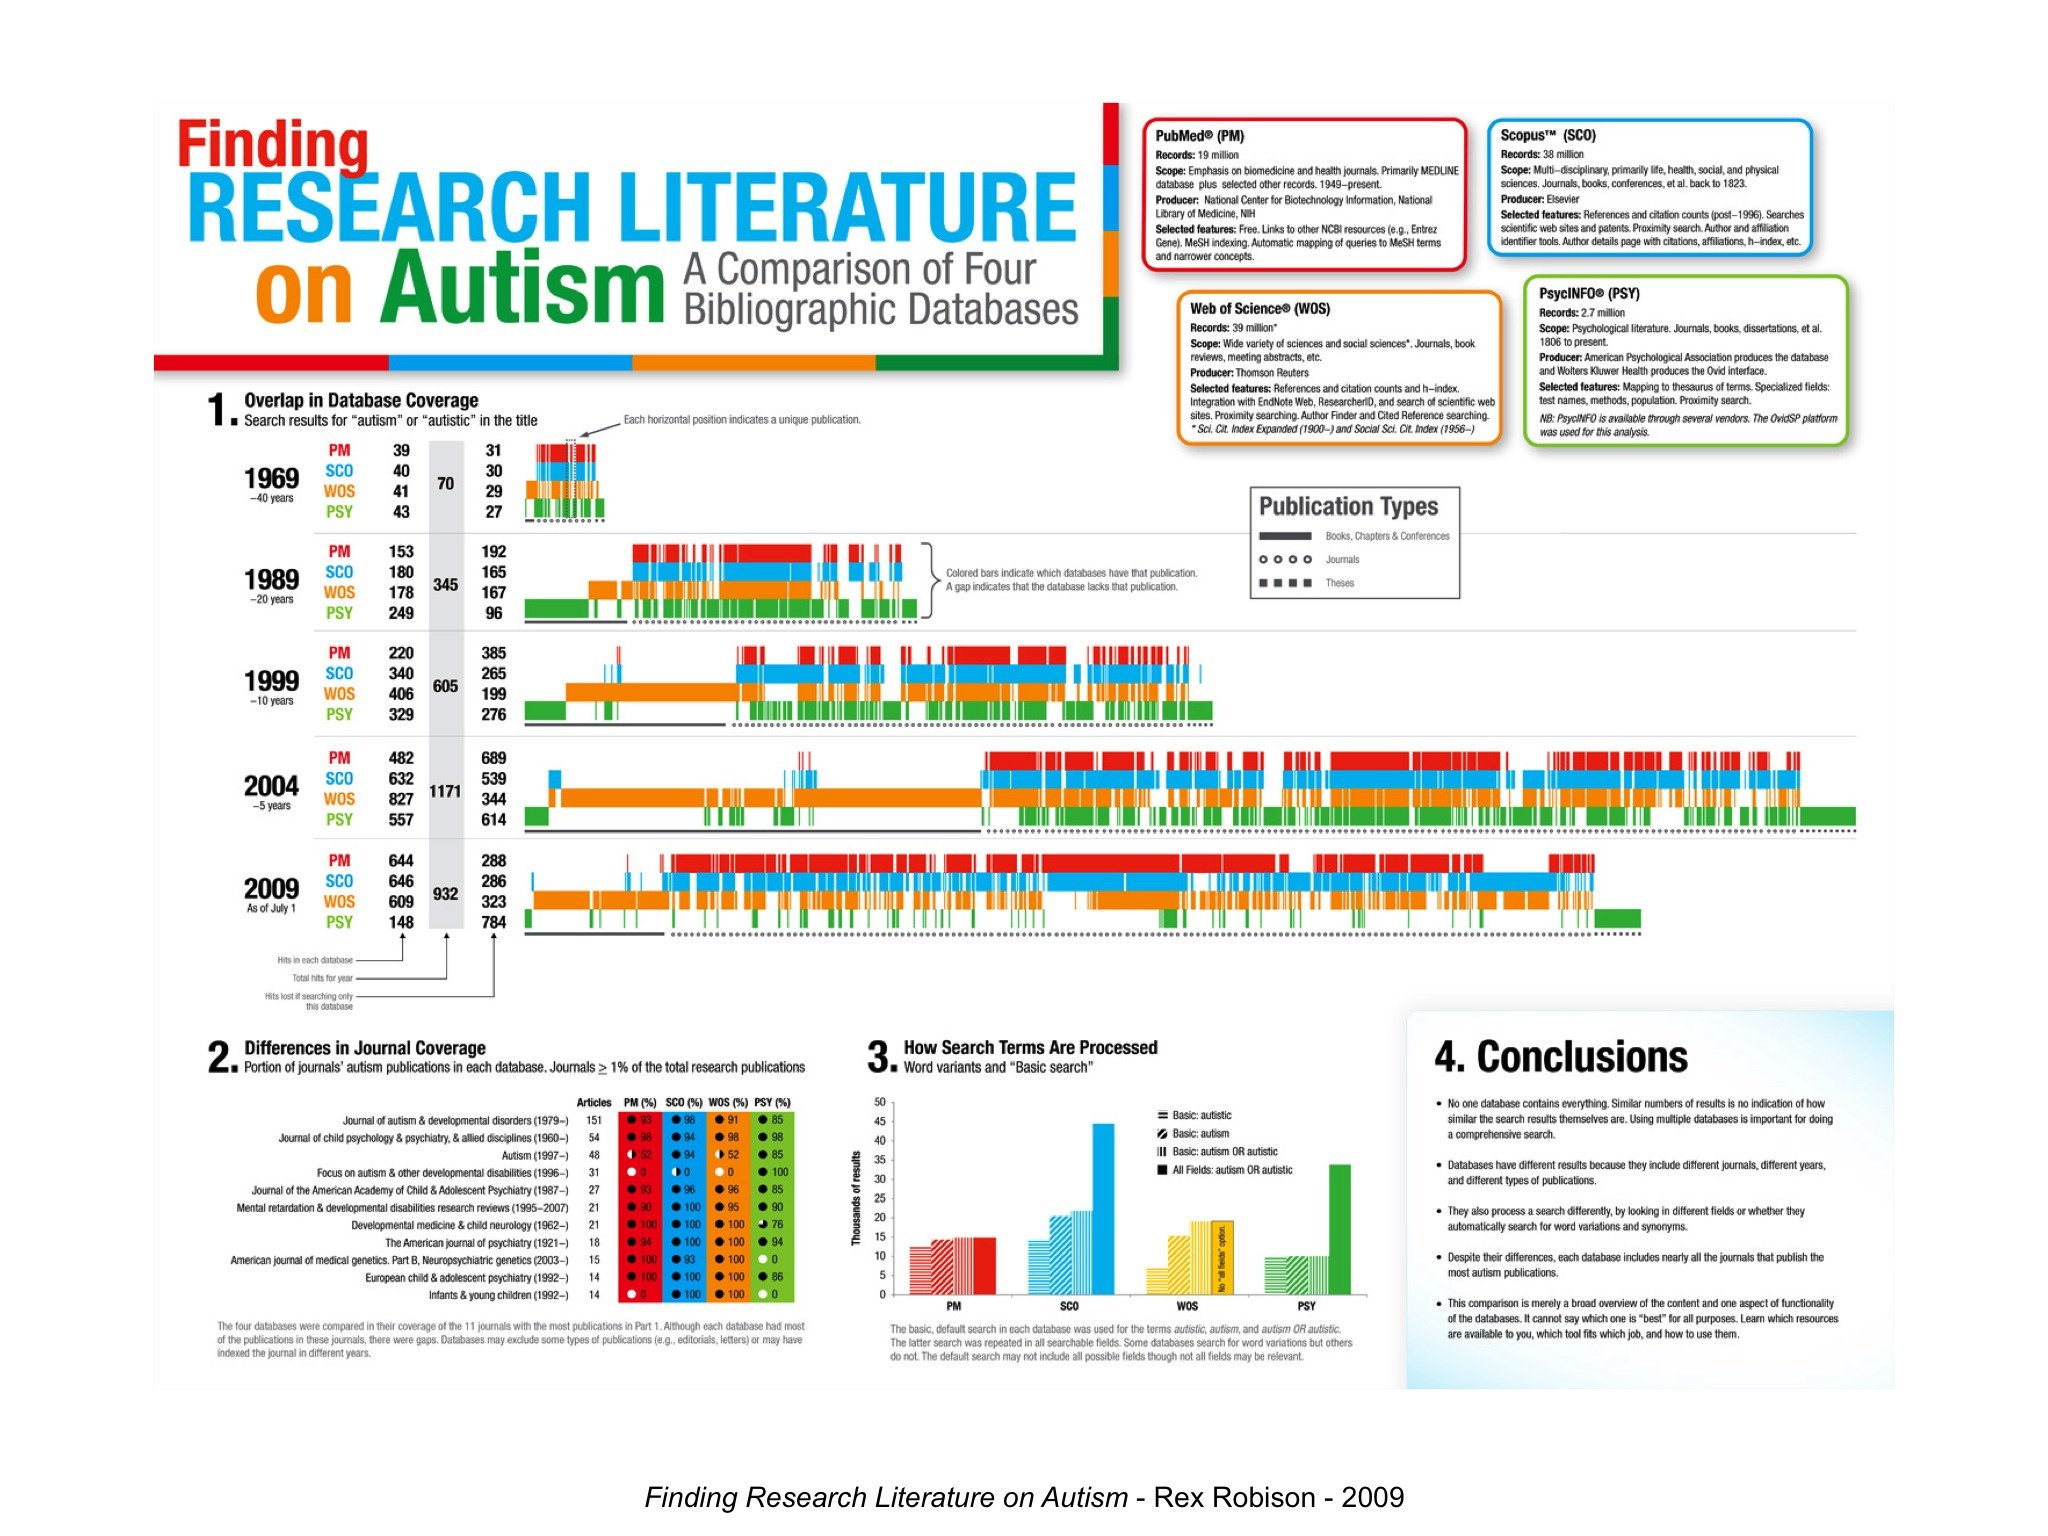 Finding
RESEARCH LITERATURE
on Autism
A Comparison of Four
Bibliographic Databases
PubMed® (PM)
Records: 19 million
Scope: Emphasis on biomedicine and health journals. Primarily MEDLINE
database plus selected other records. 1949–present.
Producer: National Center for Biotechnology Information, National
Library of Medicine, NIH
Selected features: Free. Links to other NCBI resources (e.g., Entrez
Gene). MeSH indexing. Automatic mapping of queries to MeSH terms
and narrower concepts.
Scopus™ (SCO)
Records: 38 million
Scope: Multi–disciplinary, primarily life, health, social, and physical
sciences. Journals, books, conferences, et al. back to 1823.
Producer: Elsevier
Selected features: References and citation counts (post–1996). Searches
scientific web sites and patents. Proximity search. Author and affiliation
identifier tools. Author details page with citations, affiliations, h–index, etc.
Web of Science® (WOS)
Records: 39 million*
Scope: Wide variety of sciences and social sciences*. Journals, book
reviews, meeting abstracts, etc.
Producer: Thomson Reuters
Selected features: References and citation counts and h–index.
Integration with EndNote Web, ResearcherID, and search of scientific web
sites. Proximity searching. Author Finder and Cited Reference searching.
* Sci. Cit. Index Expanded (1900–) and Social Sci. Cit. Index (1956–)
PsycINFO® (PSY)
Records: 2.7 million
Scope: Psychological literature. Journals, books, dissertations, et al.
1806 to present.
Producer: American Psychological Association produces the database
and Wolters Kluwer Health produces the Ovid interface.
Selected features: Mapping to thesaurus of terms. Specialized fields:
test names, methods, population. Proximity search.
NB: PsycINFO is available through several vendors. The OvidSP platform
was used for this analysis.
1. Overlap in Database Coverage
Search results for “autism” or “autistic” in the title
Each horizontal position indicates a unique publication.
1969
–40 years
PM 39 31
SCO 40 30
70
WOS 41 29
PSY 43 27
Publication Types
Books, Chapters & Conferences
Journals
Theses
1989
–20 years
PM 153 192
SCO 180 165
345
WOS 178 167
PSY 249 96
Colored bars indicate which databases have that publication.
A gap indicates that the database lacks that publication.
1999
–10 years
PM 220 385
SCO 340 265
605
WOS 406 199
PSY 329 276
2004
–5 years
PM 482 689
SCO 632 539
1171
WOS 827 344
PSY 557 614
2009
As of July 1
PM 644 288
SCO 646 286
932
WOS 609 323
PSY 148 784
Hits in each database
Total hits for year
Hits lost if searching only
this database
2. Differences in Journal Coverage
Portion of journals’ autism publications in each database. Journals ≥ 1% of the total research publications
Articles PM (%) SCO (%) WOS (%) PSY (%)
Journal of autism & developmental disorders (1979–) 151 93 98 91 85
Journal of child psychology & psychiatry, & allied disciplines (1960–) 54 98 94 98 98
Autism (1997–) 48 52 94 52 85
Focus on autism & other developmental disabilities (1996–) 31 0 0 0 100
Journal of the American Academy of Child & Adolescent Psychiatry (1987–) 27 93 96 96 85
Mental retardation & developmental disabilities research reviews (1995–2007) 21 90 100 95 90
Developmental medicine & child neurology (1962–) 21 100 100 100 76
The American journal of psychiatry (1921–) 18 94 100 100 94
American journal of medical genetics. Part B, Neuropsychiatric genetics (2003–) 15 100 93 100 0
European child & adolescent psychiatry (1992–) 14 100 100 100 86
Infants & young children (1992–) 14 0 100 100 0
The four databases were compared in their coverage of the 11 journals with the most publications in Part 1. Although each database had most
of the publications in these journals, there were gaps. Databases may exclude some types of publications (e.g., editorials, letters) or may have
indexed the journal in different years.
3. How Search Terms Are Processed
Word variants and “Basic search”
Thousands of results
50
45
40
35
30
25
20
15
10
5
0
Basic: autistic
Basic: autism
Basic: autism OR autistic
All Fields: autism OR autistic
No “all fields” option.
PM SCO WOS PSY
The basic, default search in each database was used for the terms autistic, autism, and autism OR autistic.
The latter search was repeated in all searchable fields. Some databases search for word variations but others
do not. The default search may not include all possible fields though not all fields may be relevant.
4. Conclusions
• No one database contains everything. Similar numbers of results is no indication of how
similar the search results themselves are. Using multiple databases is important for doing
a comprehensive search.
• Databases have different results because they include different journals, different years,
and different types of publications.
• They also process a search differently, by looking in different fields or whether they
automatically search for word variations and synonyms.
• Despite their differences, each database includes nearly all the journals that publish the
most autism publications.
• This comparison is merely a broad overview of the content and one aspect of functionality
of the databases. It cannot say which one is “best” for all purposes. Learn which resources
are available to you, which tool fits which job, and how to use them.
Finding Research Literature on Autism - Rex Robison - 2009